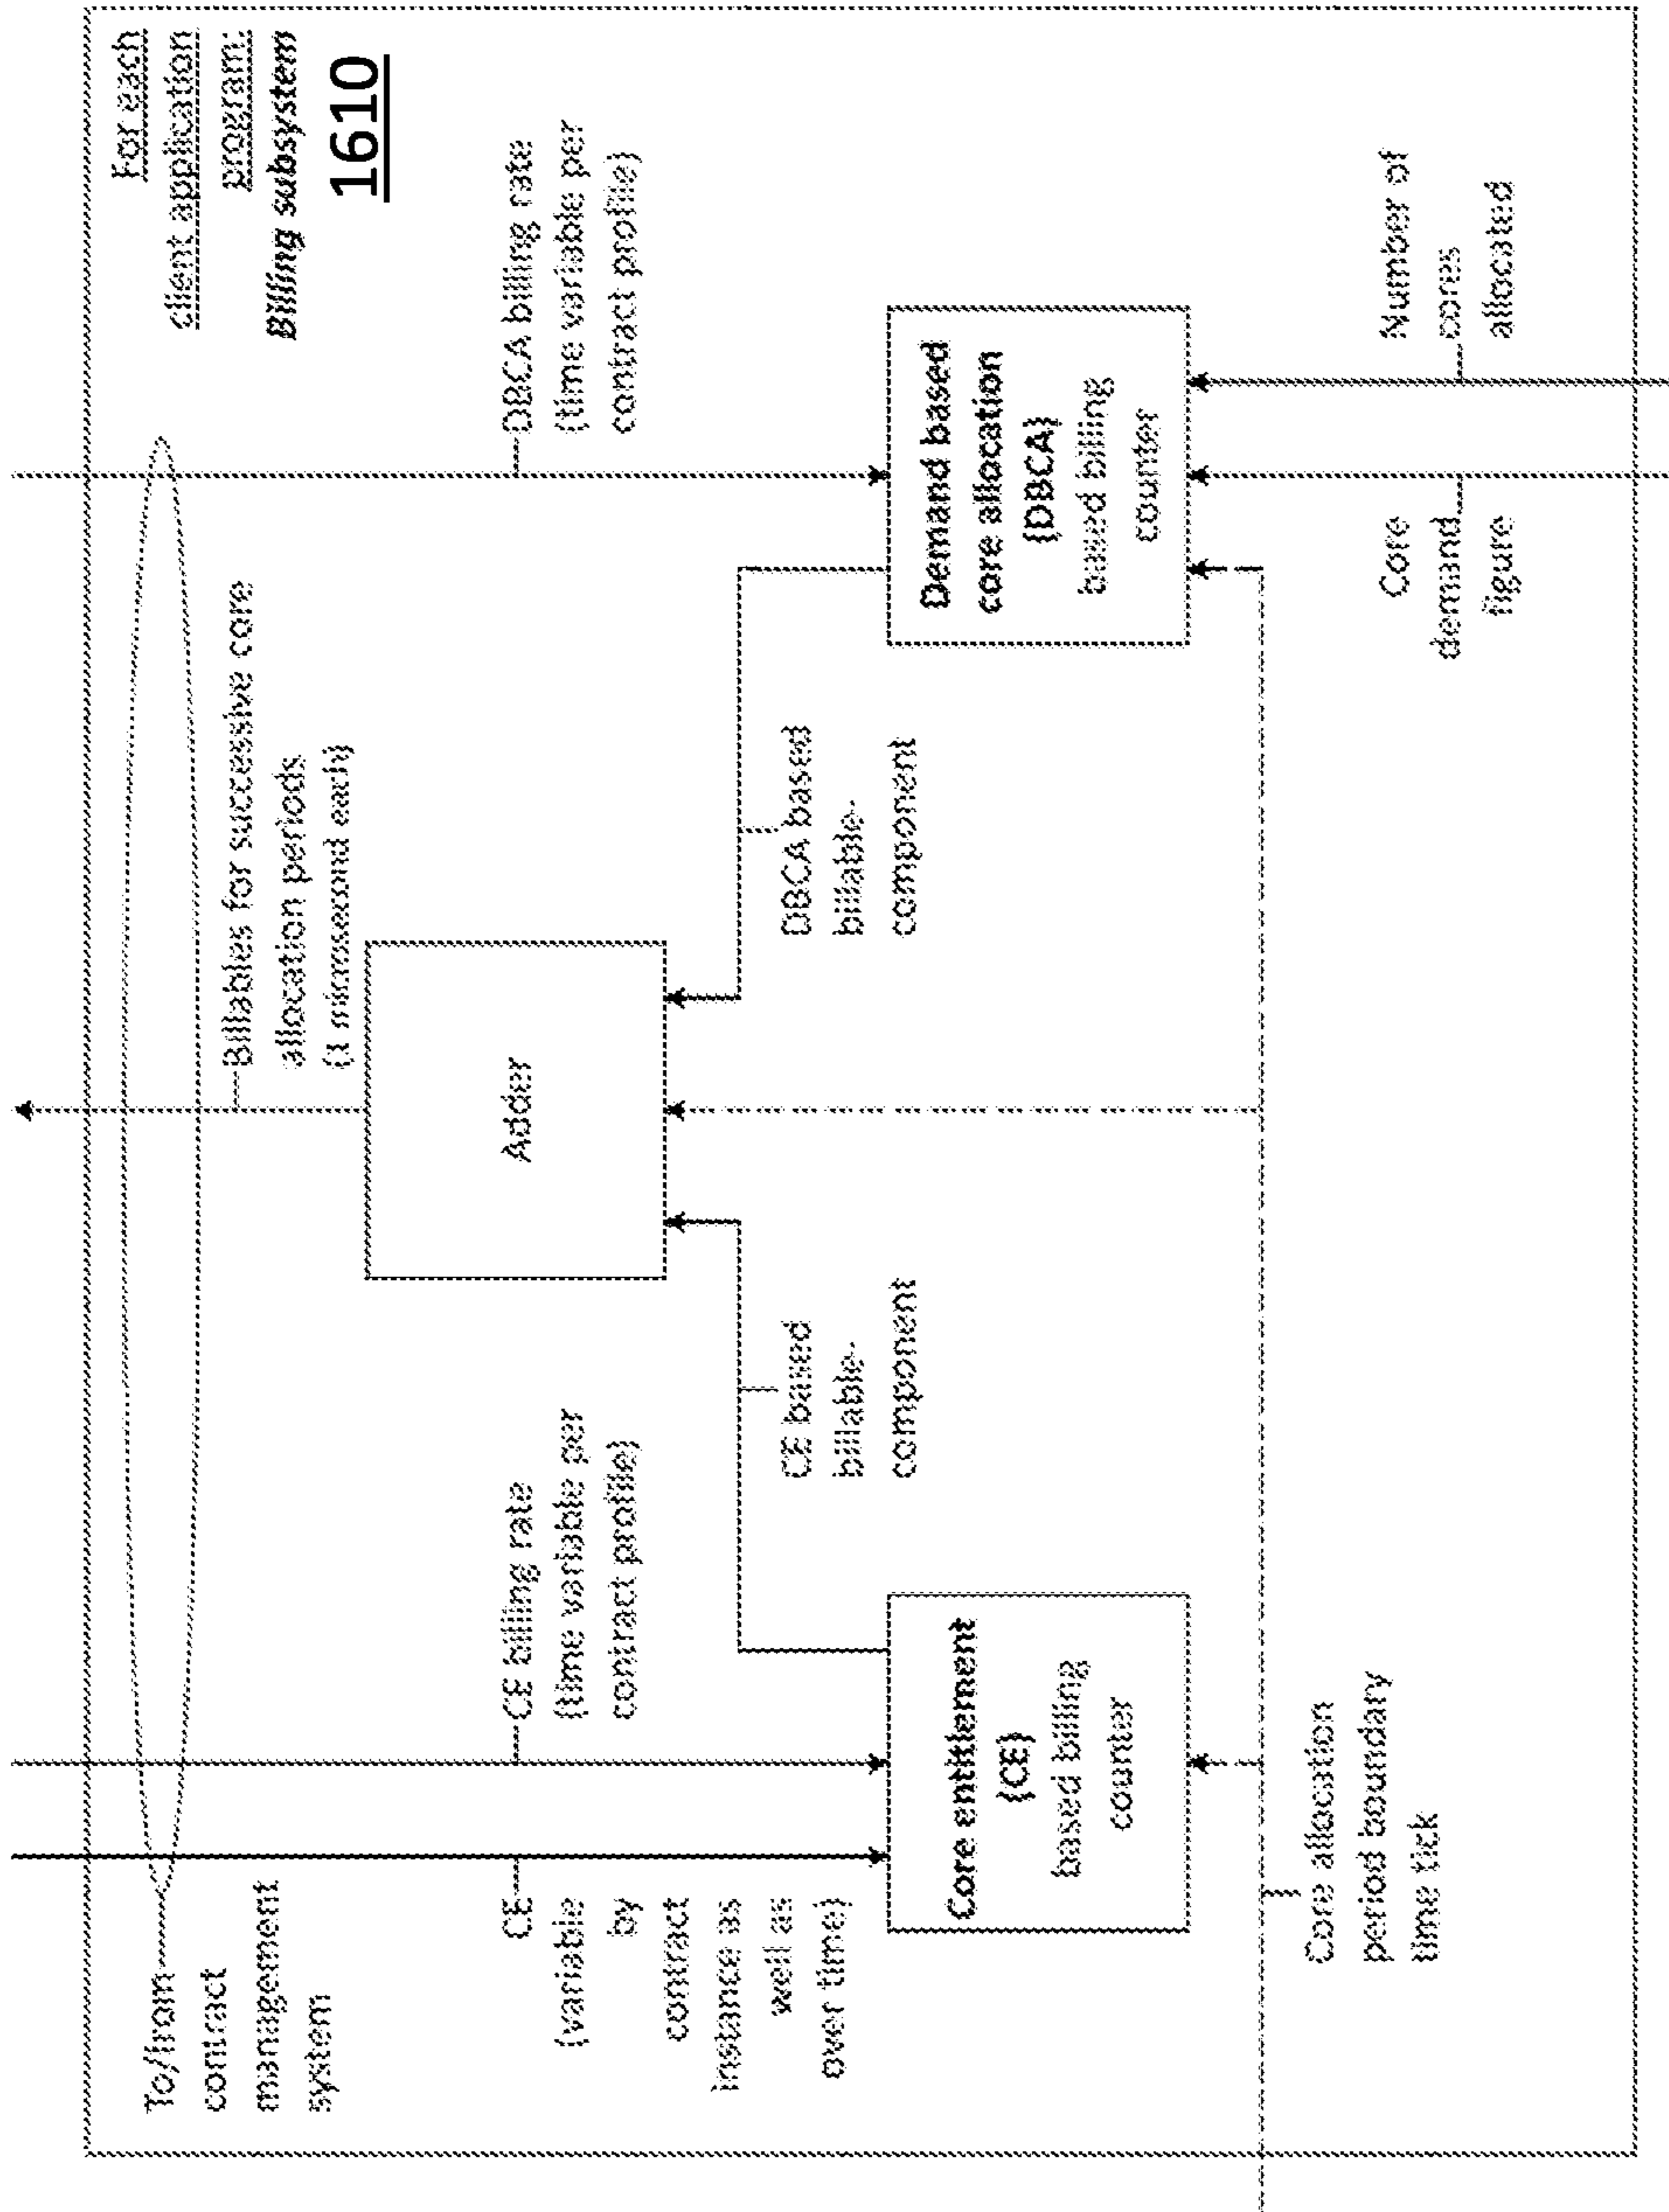 For each
client application
program:
Billing subsystem
1610
To/from
contract
management
system
Billables for successive core
allocation periods
(1 microsecond each)
CE
(variable
by
contract
instance as
well as
over time)
CE billing rate
(time variable per
contract profile)
DBCA billing rate
(time variable per
contract profile)
Adder
CE based
billable-
component
DBCA based
billable-
component
Core entitlement
(CE)
based billing
counter
Demand based
core allocation
(DBCA)
based billing
counter
Core allocation
period boundary
time tick
Core
demand
figure
Number of
cores
allocated